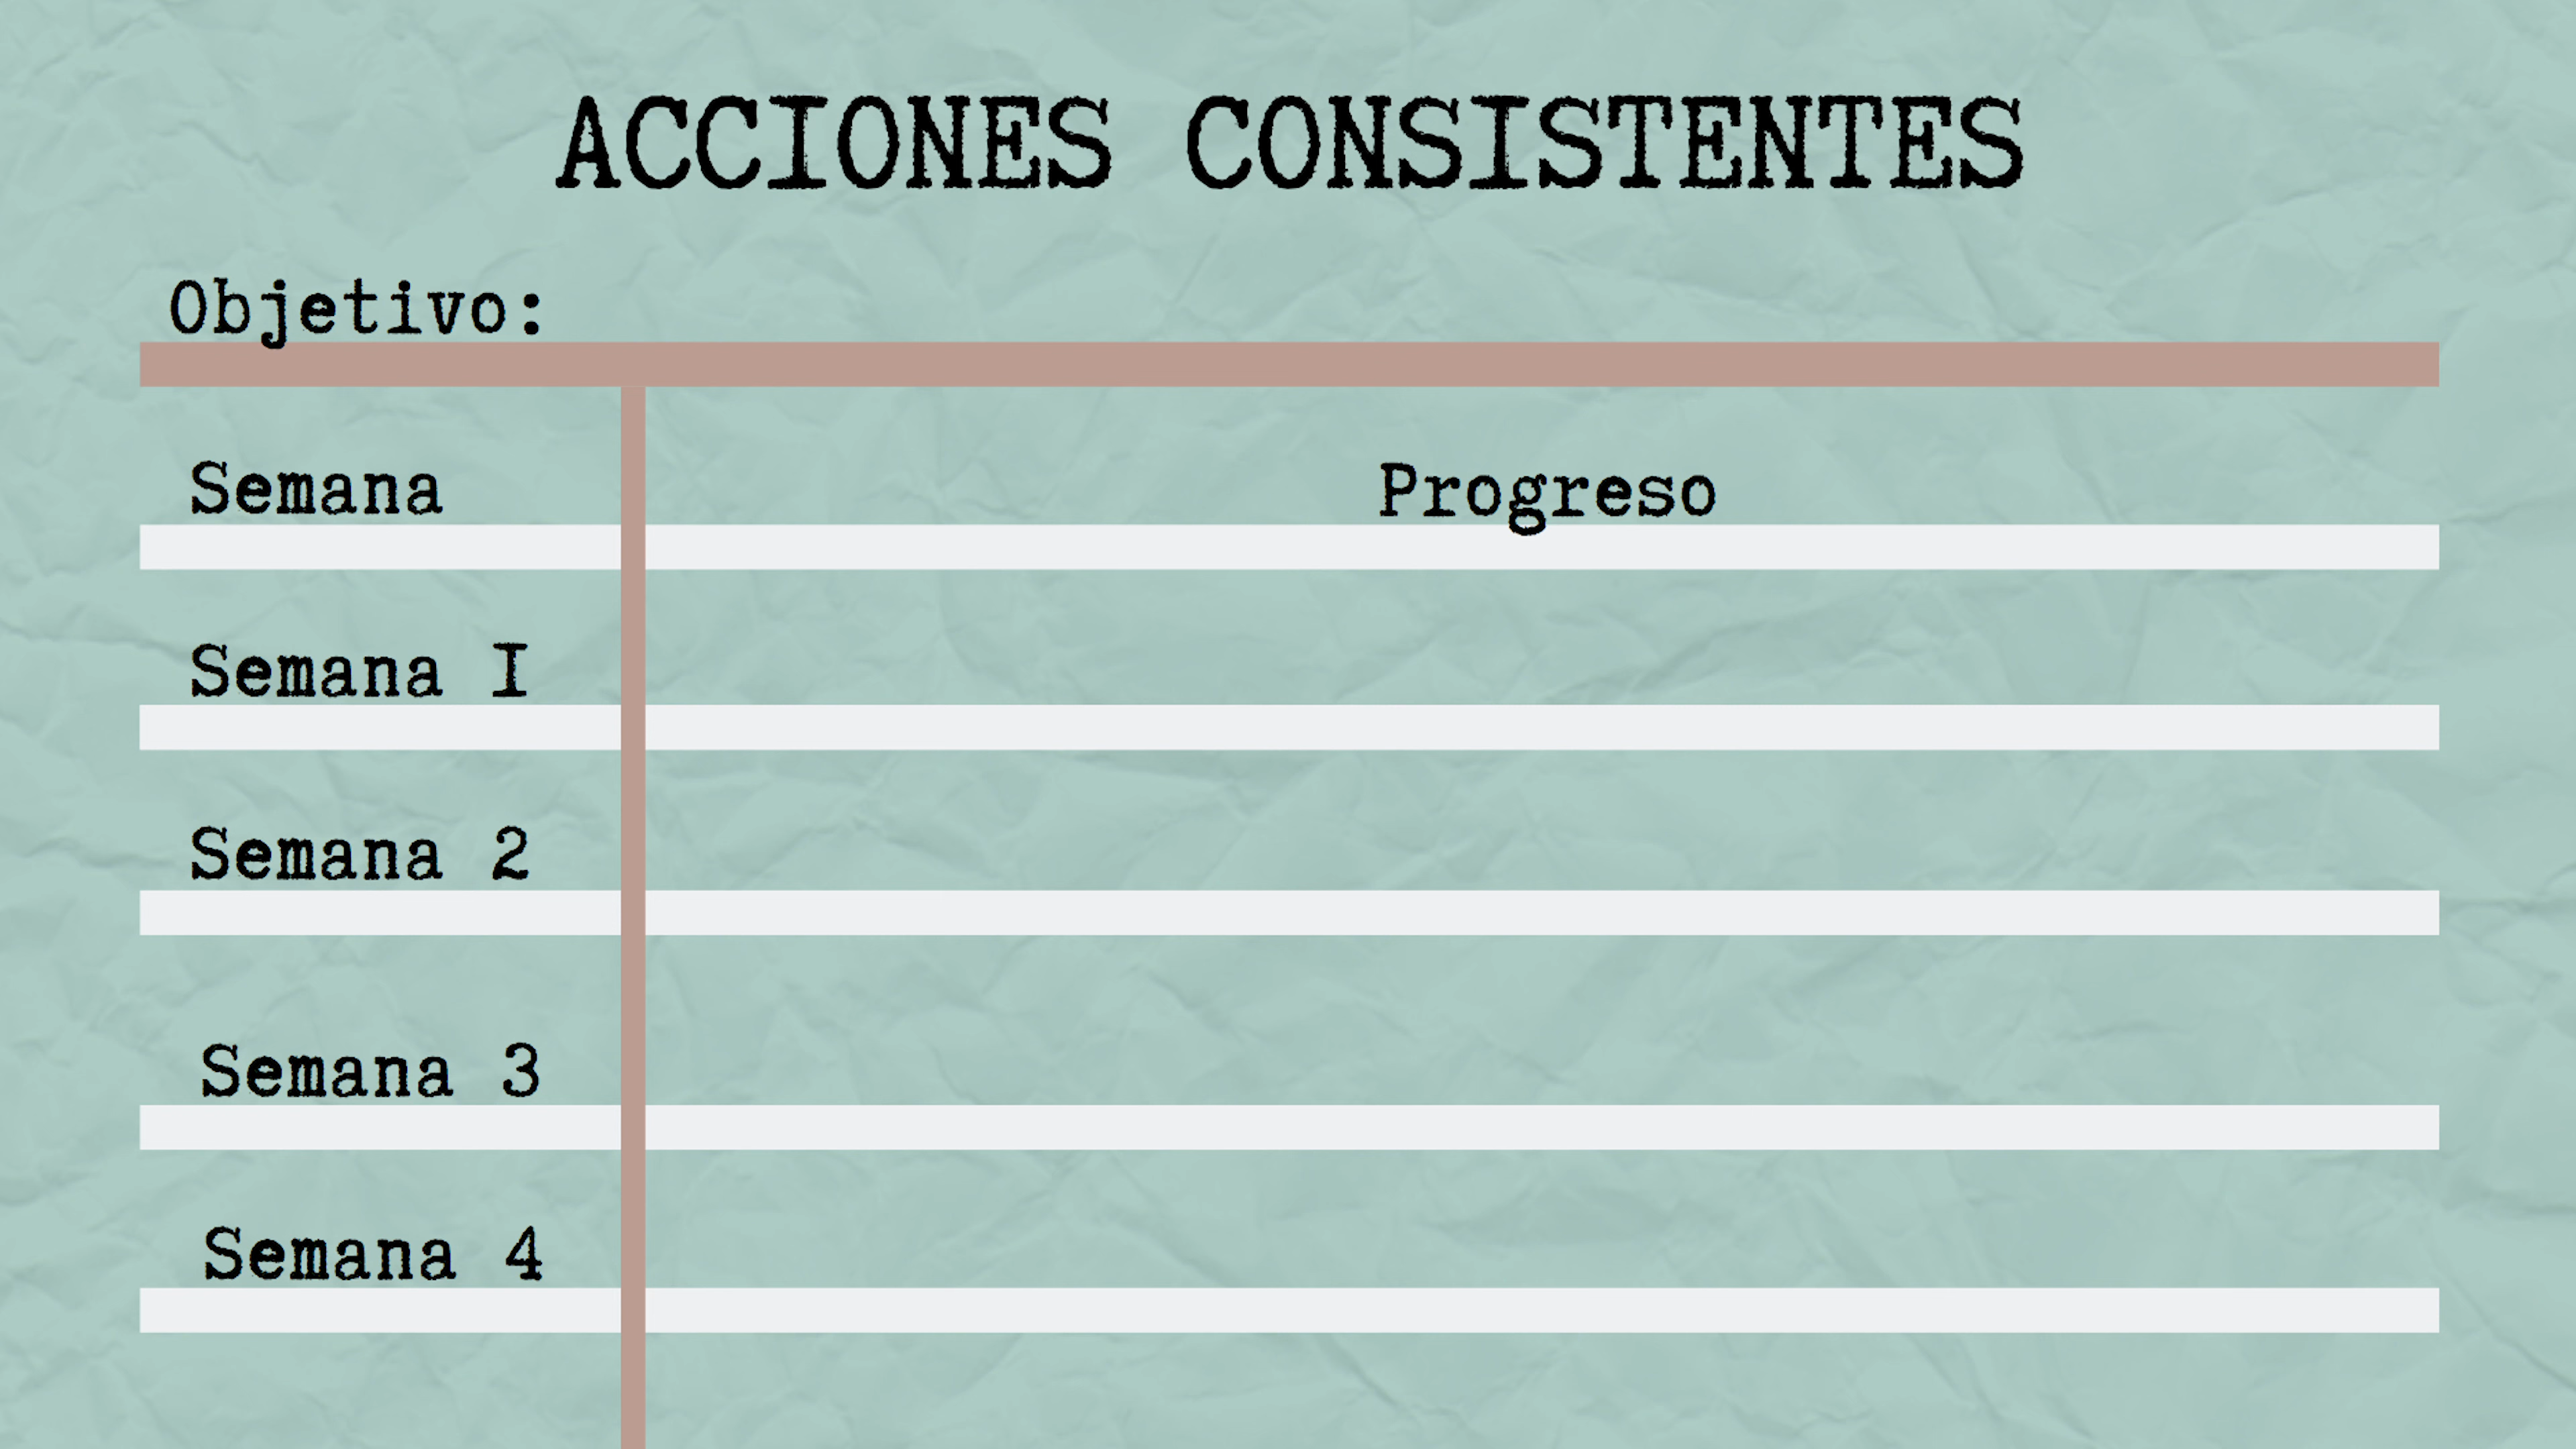 ACCIONES CONSISTENTES
Objetivo:
Semana Progreso
Semana I
Semana 2
Semana 3
Semana 4